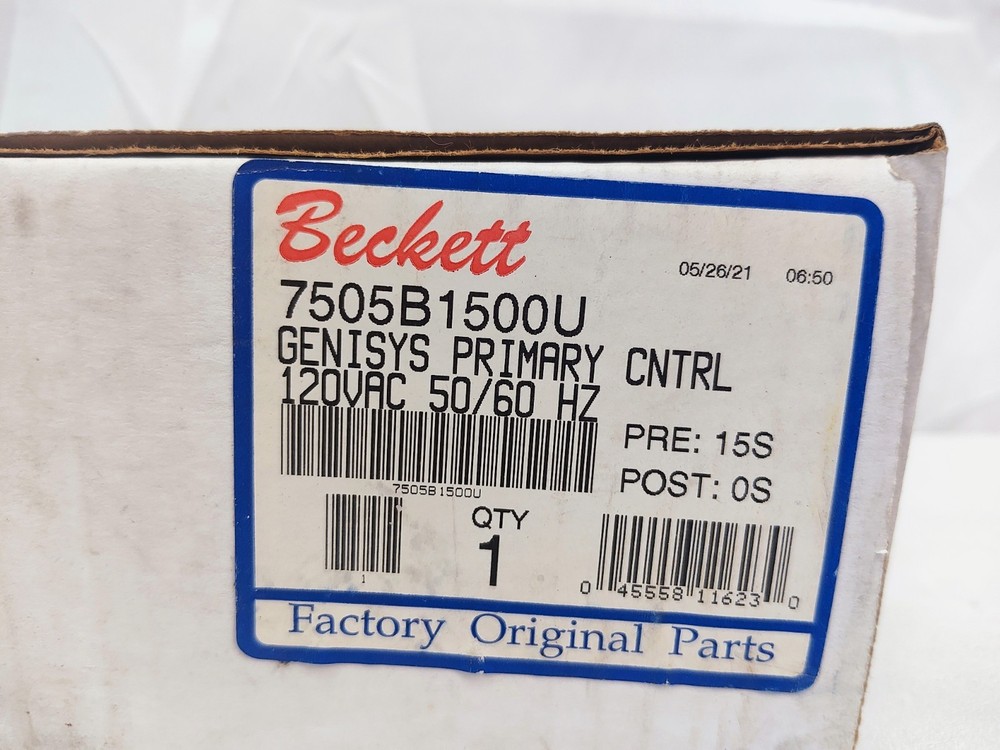 Beckett
05/26/21 06:50
7505B1500U
GENISYS PRIMARY CNTRL
120VAC 50/60 HZ
PRE: 15S
POST: 0S
7505B1500U
QTY
1
1
0 45558 11623 0
Factory Original Parts